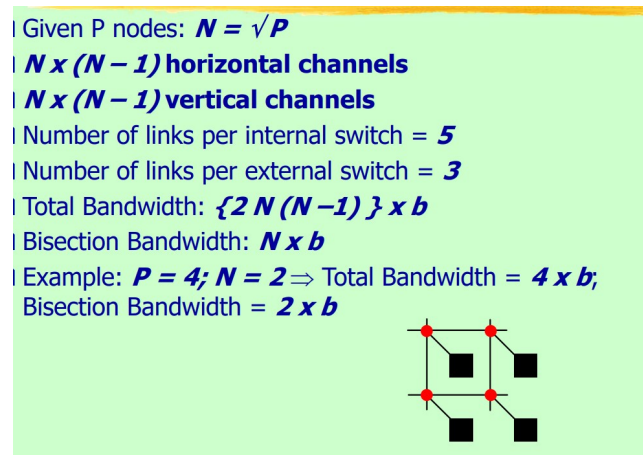 Given P nodes: N = √P
N x (N – 1) horizontal channels
N x (N – 1) vertical channels
Number of links per internal switch = 5
Number of links per external switch = 3
Total Bandwidth: {2 N (N –1) } x b
Bisection Bandwidth: N x b
Example: P = 4; N = 2 ⇒ Total Bandwidth = 4 x b;
Bisection Bandwidth = 2 x b